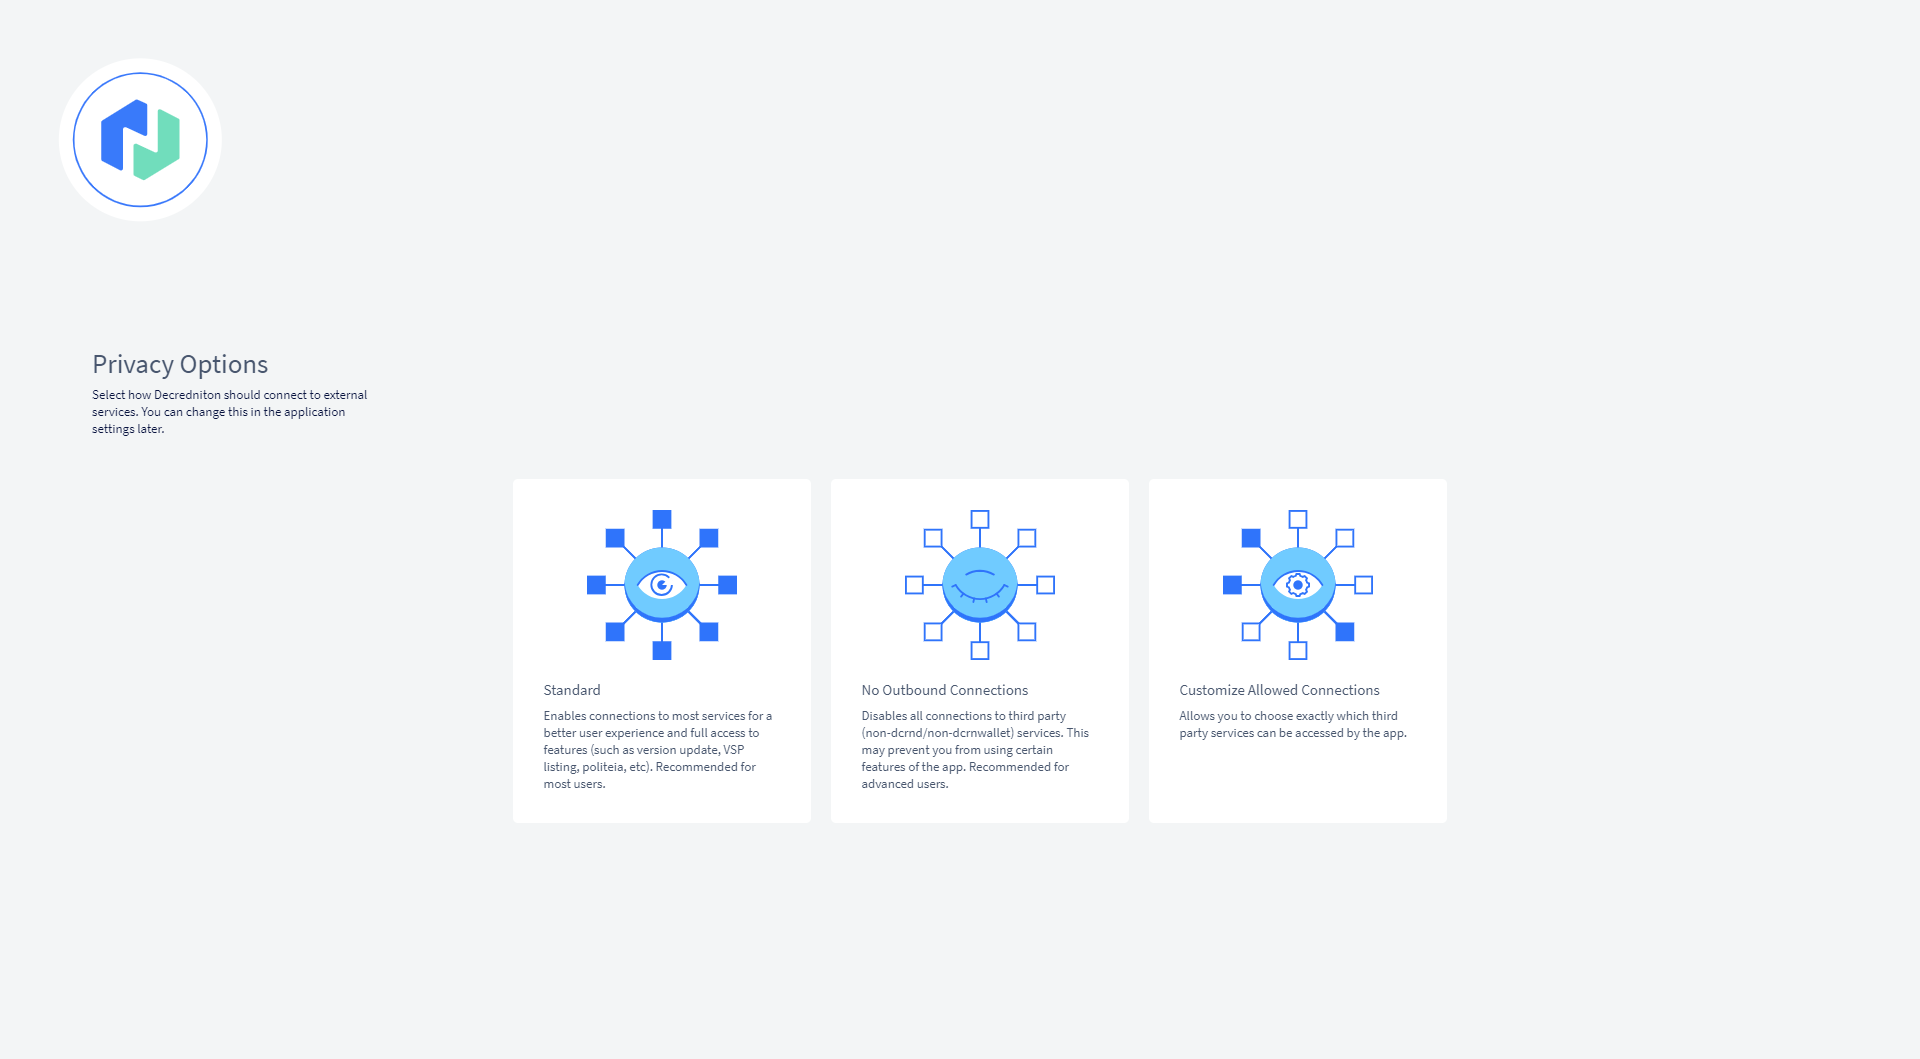 Privacy Options
Select how Decredniton should connect to external
services. You can change this in the application
settings later.
Standard
Enables connections to most services for a
better user experience and full access to
features (such as version update, VSP
listing, politeia, etc). Recommended for
most users.
No Outbound Connections
Disables all connections to third party
(non-dcrnd/non-dcrnwallet) services. This
may prevent you from using certain
features of the app. Recommended for
advanced users.
Customize Allowed Connections
Allows you to choose exactly which third
party services can be accessed by the app.